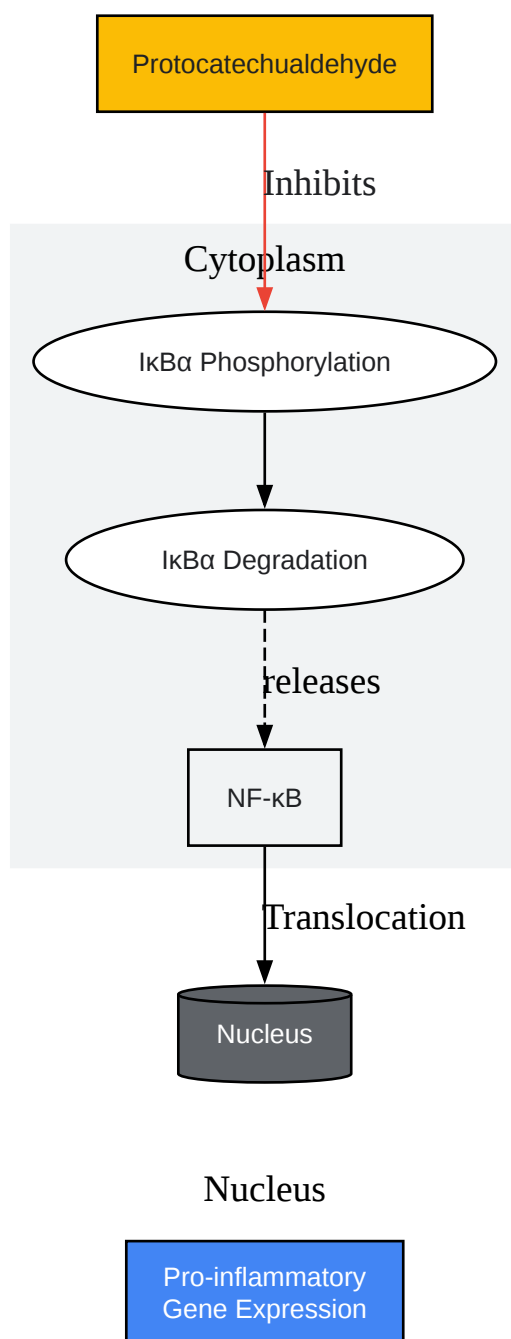 Protocatechualdehyde
Inhibits
Cytoplasm
IκBα Phosphorylation
IκBα Degradation
releases
NF-κB
Translocation
Nucleus
Nucleus
Pro-inflammatory
Gene Expression